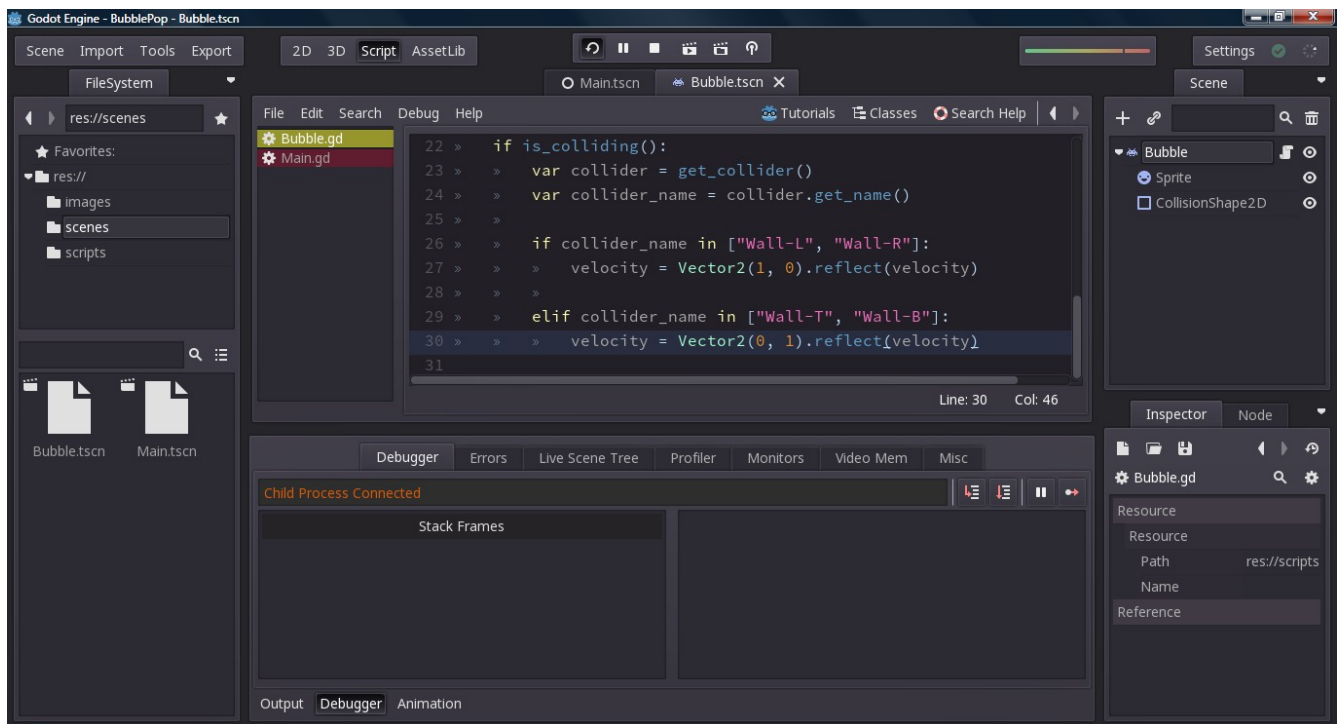 Godot Engine - BubblePop - Bubble.tscn
Scene Import Tools Export
2D 3D Script AssetLib
Settings
FileSystem
res://scenes
Favorites:
res://
images
scenes
scripts
Bubble.tscn
Main.tscn
Main.tscn
Bubble.tscn X
File Edit Search Debug Help
Tutorials Classes Search Help
Bubble.gd
Main.gd
22 » if is_colliding():
23 » » var collider = get_collider()
24 » » var collider_name = collider.get_name()
25 » »
26 » » if collider_name in ["Wall-L", "Wall-R"]:
27 » » » velocity = Vector2(1, 0).reflect(velocity)
28 » » »
29 » » elif collider_name in ["Wall-T", "Wall-B"]:
30 » » » velocity = Vector2(0, 1).reflect(velocity)
31
Line: 30 Col: 46
Debugger Errors Live Scene Tree Profiler Monitors Video Mem Misc
Child Process Connected
Stack Frames
Output Debugger Animation
Scene
Bubble
Sprite
CollisionShape2D
Inspector Node
Bubble.gd
Resource
Resource
Path res://scripts
Name
Reference